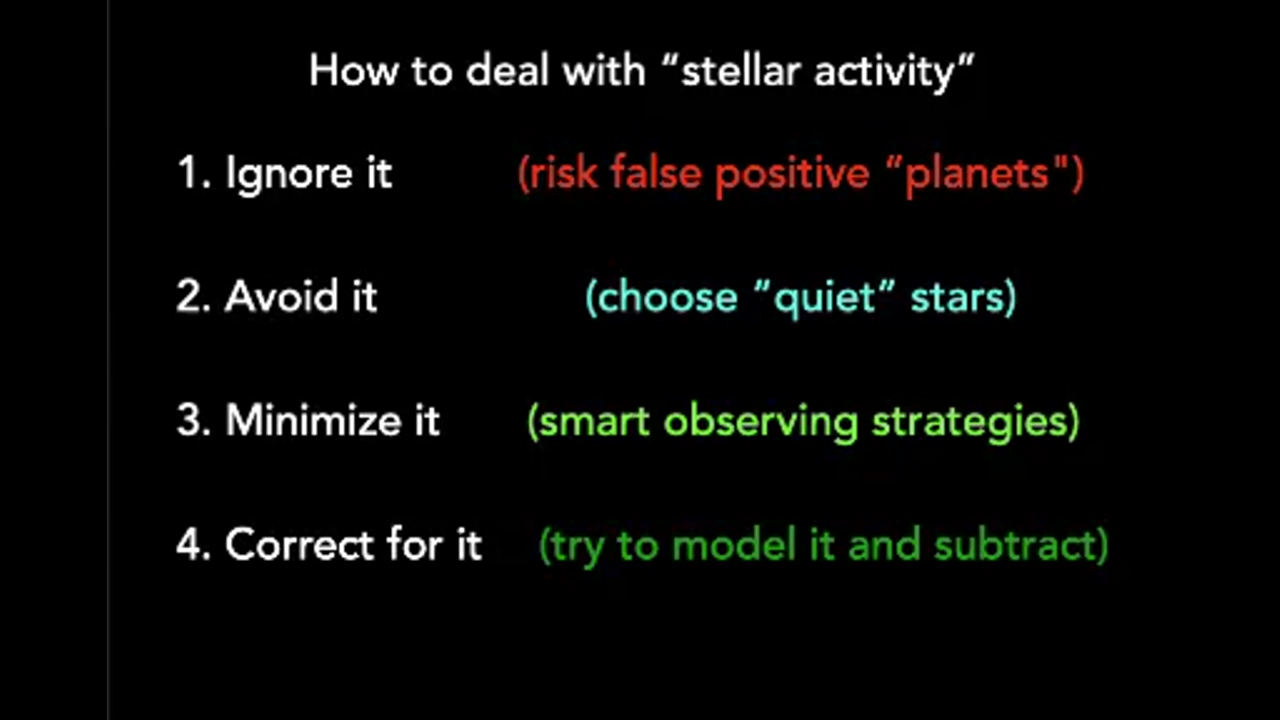 How to deal with “stellar activity”
1. Ignore it (risk false positive “planets")
2. Avoid it (choose “quiet” stars)
3. Minimize it (smart observing strategies)
4. Correct for it (try to model it and subtract)